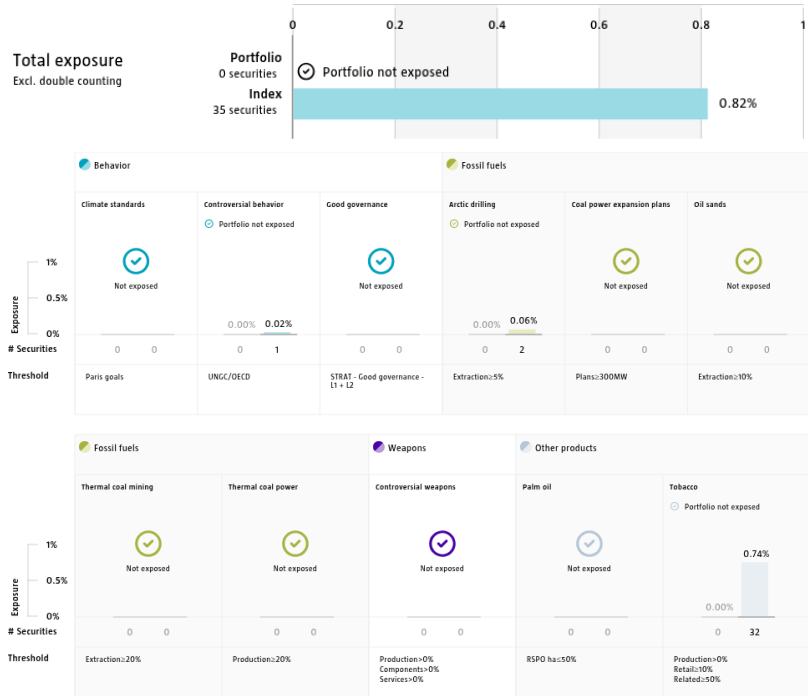 0 0.2 0.4 0.6 0.8 1
Total exposure
Excl. double counting
Portfolio
0 securities
Portfolio not exposed
Index
35 securities
0.82%
Behavior
Fossil fuels
Climate standards
Controversial behavior
Good governance
Arctic drilling
Coal power expansion plans
Oil sands
Portfolio not exposed
Portfolio not exposed
Not exposed
Not exposed
Not exposed
Not exposed
Exposure
1%
0.5%
0%
0.00% 0.02%
0.00% 0.06%
# Securities
0 0 0 1 0 0 0 2 0 0 0 0
Threshold
Paris goals
UNGC/OECD
STRAT - Good governance -
L1 + L2
Extraction≥5%
Plans≥300MW
Extraction≥10%
Fossil fuels
Weapons
Other products
Thermal coal mining
Thermal coal power
Controversial weapons
Palm oil
Tobacco
Portfolio not exposed
Not exposed
Not exposed
Not exposed
Not exposed
Exposure
1%
0.5%
0%
0.00% 0.74%
# Securities
0 0 0 0 0 0 0 0 0 32
Threshold
Extraction≥20%
Production≥20%
Production>0%
Components>0%
Services>0%
RSPO ha≤50%
Production>0%
Retail≥10%
Related≥50%